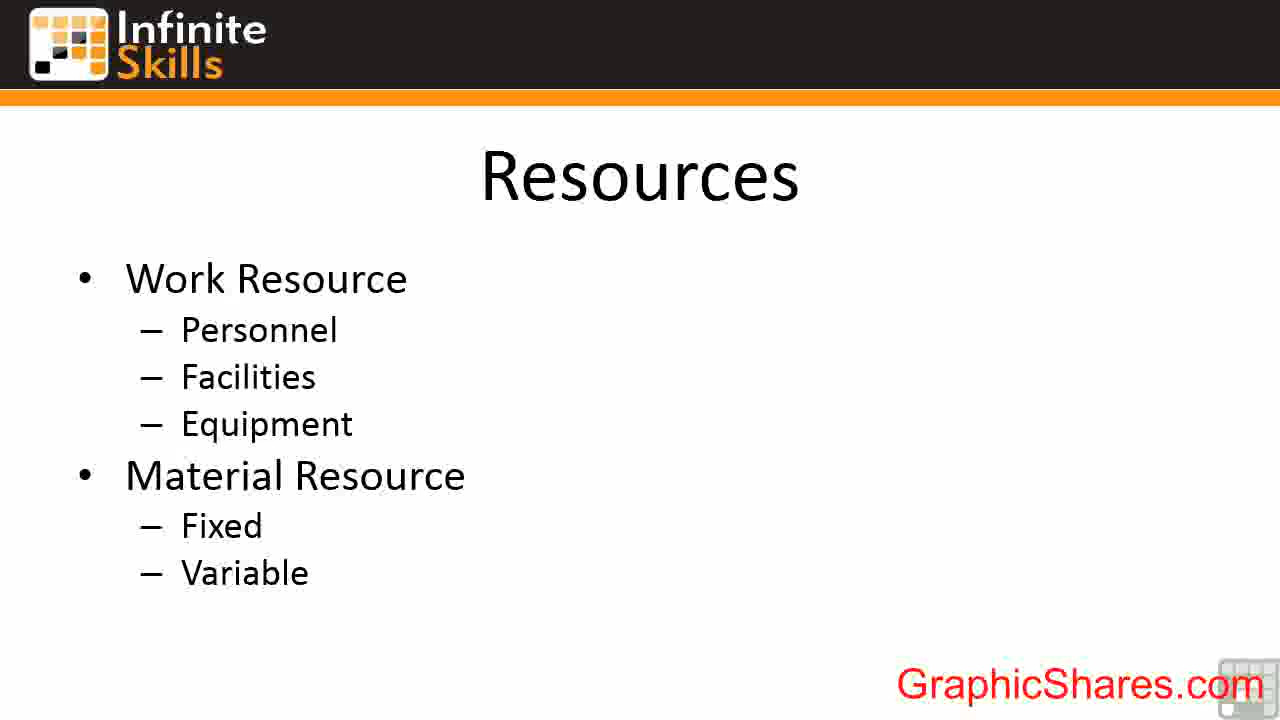 Infinite
Skills
Resources
• Work Resource
– Personnel
– Facilities
– Equipment
• Material Resource
– Fixed
– Variable
GraphicShares.com